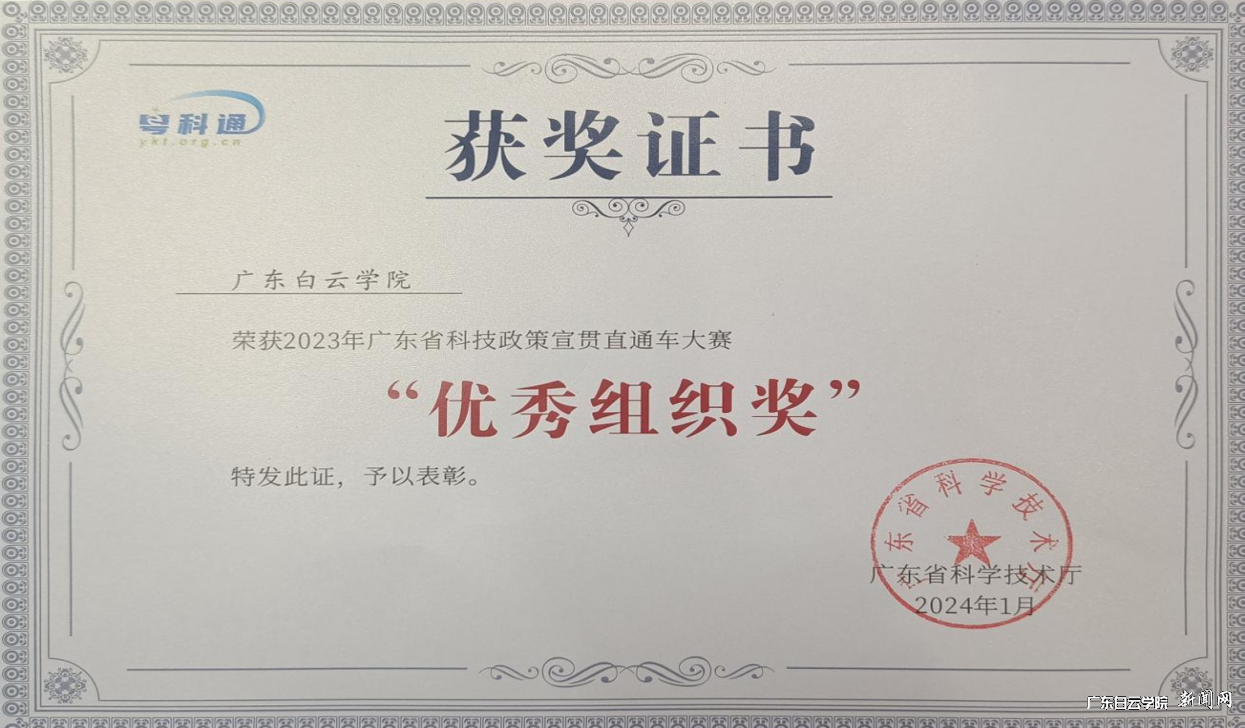 粤科通
ykt.org.cn
获奖证书
广东白云学院
荣获2023年广东省科技政策宣贯直通车大赛
“优秀组织奖”
特发此证，予以表彰。
广东省科学技术厅
广东省科学技术厅
2024年1月
广东白云学院 新闻网